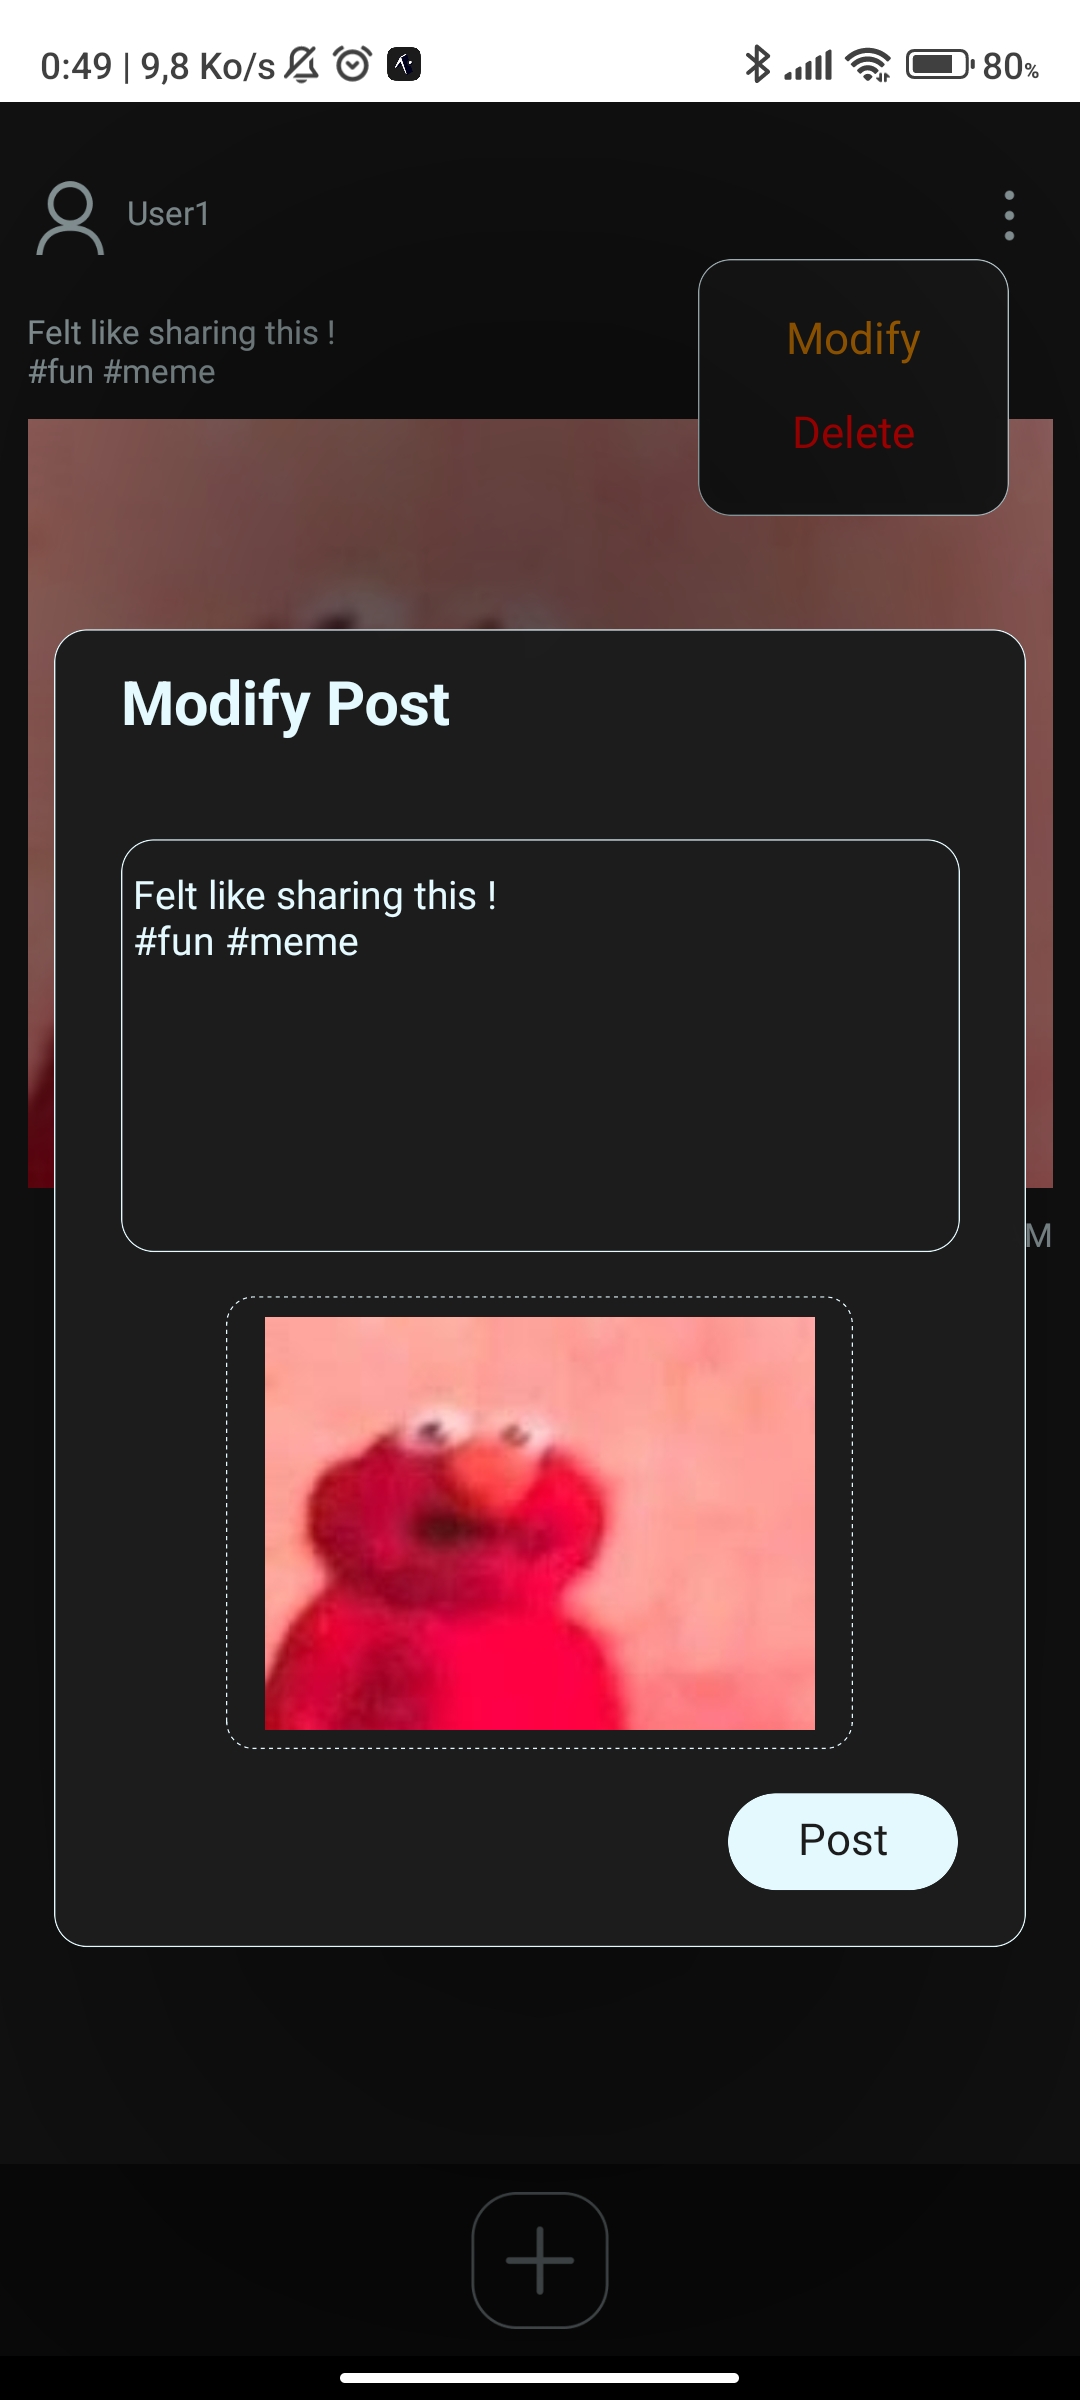 0:49 | 9,8 Ko/s
80%
User1
Felt like sharing this !
#fun #meme
Modify
Delete
Modify Post
Felt like sharing this !
#fun #meme
M
Post